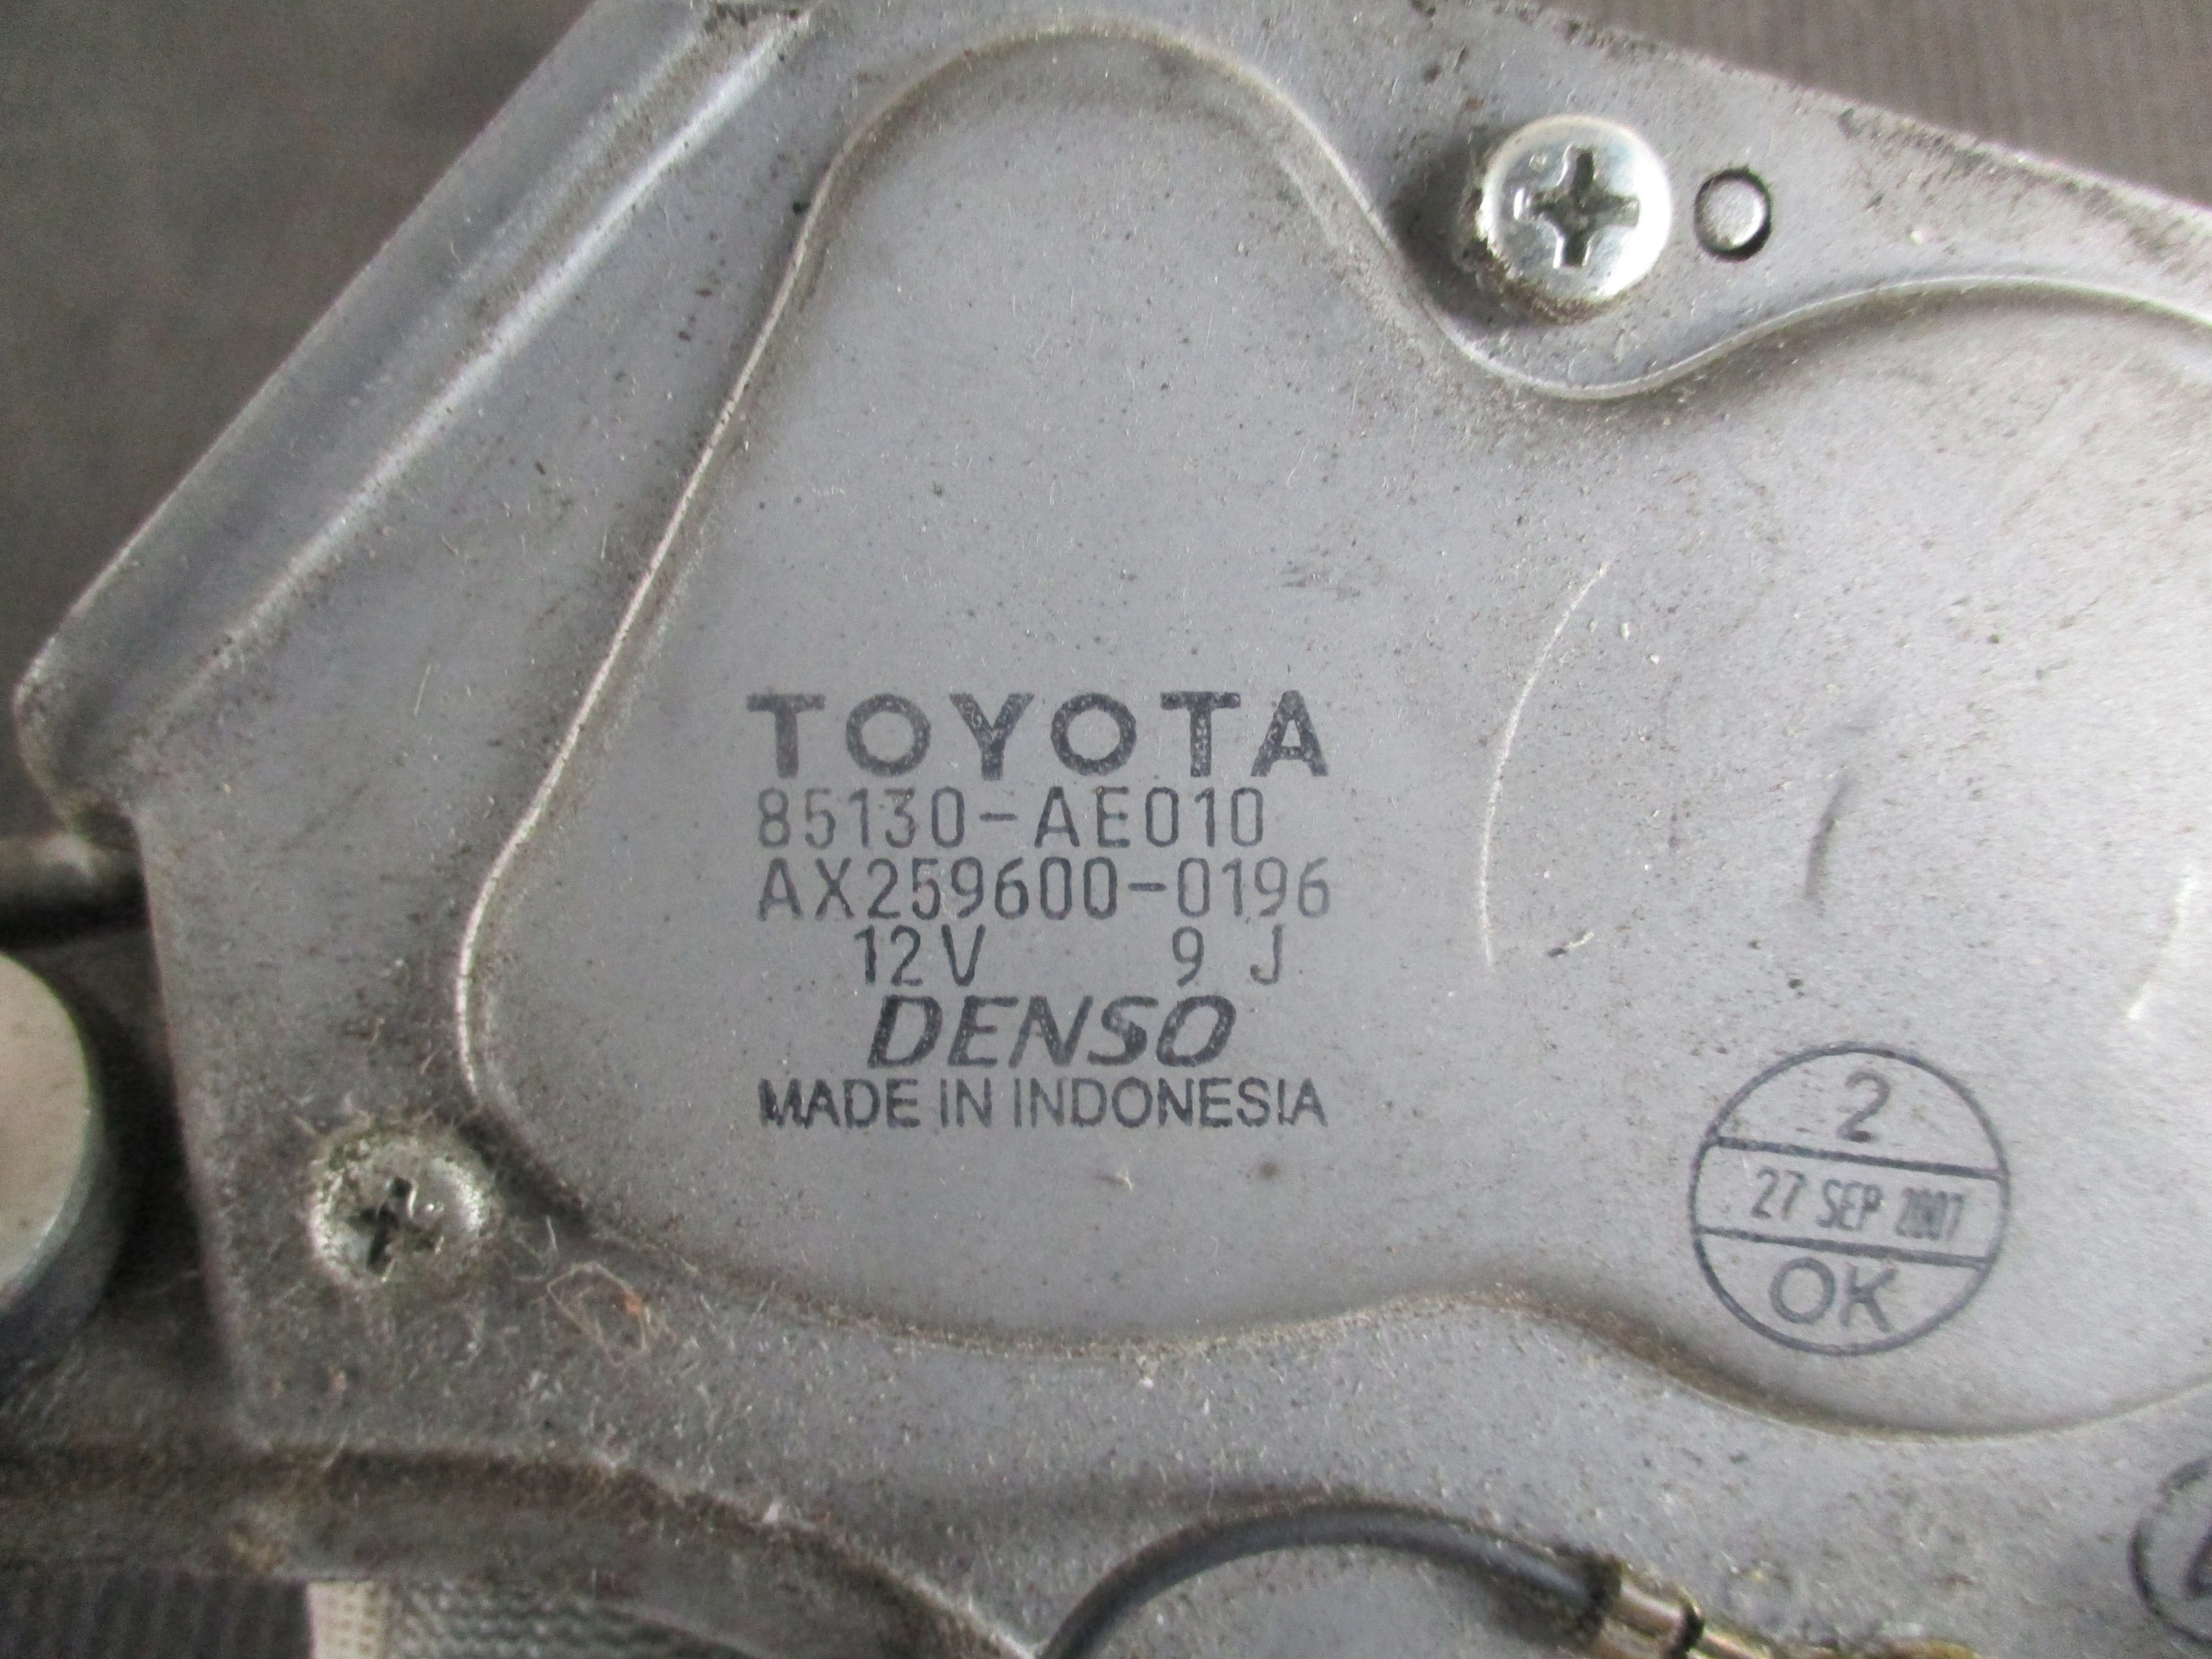 TOYOTA
85130-AE010
AX259600-0196
12V 9 J
DENSO
MADE IN INDONESIA
2
27 SEP 2007
OK